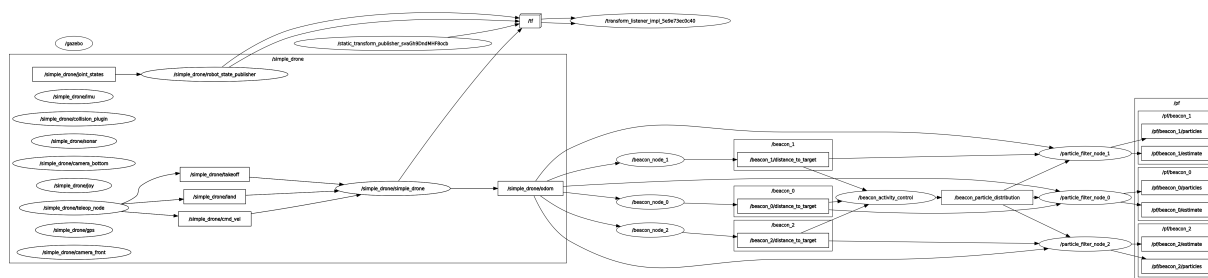 /gazebo
/simple_drone
/simple_drone/joint_states
/simple_drone/robot_state_publisher
/tf
/transform_listener_impl_5e9e73ec0c40
/simple_drone/imu
/simple_drone/collision_plugin
/simple_drone/sonar
/simple_drone/camera_bottom
/simple_drone/joy
/simple_drone/teleop_node
/simple_drone/gps
/simple_drone/camera_front
/simple_drone/takeoff
/simple_drone/land
/simple_drone/cmd_vel
/simple_drone/simple_drone
/simple_drone/odom
/beacon_node_1
/beacon_node_0
/beacon_node_2
/beacon_1
/beacon_1/distance_to_target
/beacon_0
/beacon_0/distance_to_target
/beacon_2
/beacon_2/distance_to_target
/beacon_activity_control
/beacon_particle_distribution
/particle_filter_node_1
/particle_filter_node_0
/particle_filter_node_2
/pf
/pf/beacon_1
/pf/beacon_1/particles
/pf/beacon_1/estimate
/pf/beacon_0
/pf/beacon_0/particles
/pf/beacon_0/estimate
/pf/beacon_2
/pf/beacon_2/estimate
/pf/beacon_2/particles